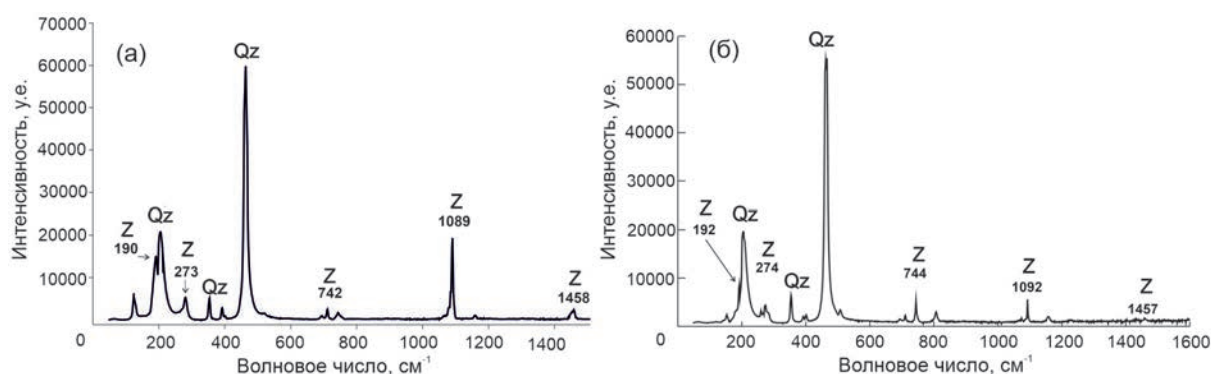 (а)
Интенсивность, у.е.
70000
60000
50000
40000
30000
20000
10000
0
200
400
600
800
1000
1200
1400
Волновое число, см⁻¹
Z
190
Qz
Z
273
Qz
Qz
Z
742
Z
1089
Z
1458
(б)
Интенсивность, у.е.
60000
50000
40000
30000
20000
10000
0
200
400
600
800
1000
1200
1400
1600
Волновое число, см⁻¹
Z
192
Qz
Z
274
Qz
Qz
Z
744
Z
1092
Z
1457